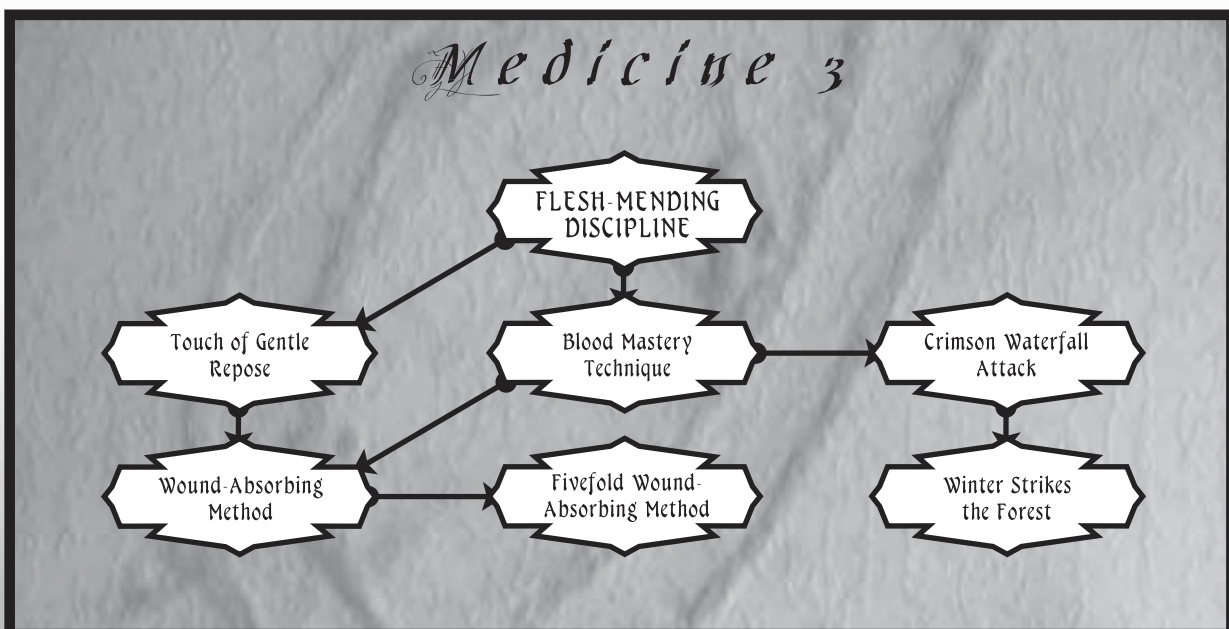 Medicine 3
FLESH-MENDING
DISCIPLINE
Touch of Gentle
Repose
Blood Mastery
Technique
Crimson Waterfall
Attack
Wound-Absorbing
Method
Fivefold Wound-
Absorbing Method
Winter Strikes
the Forest